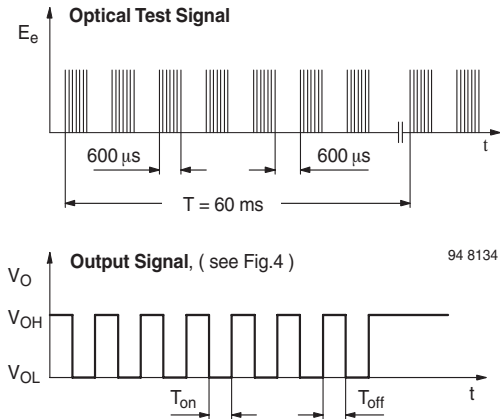 Optical Test Signal
Ee
t
600 µs
600 µs
T = 60 ms
94 8134
Output Signal, ( see Fig.4 )
VO
VOH
VOL
Ton
Toff
t